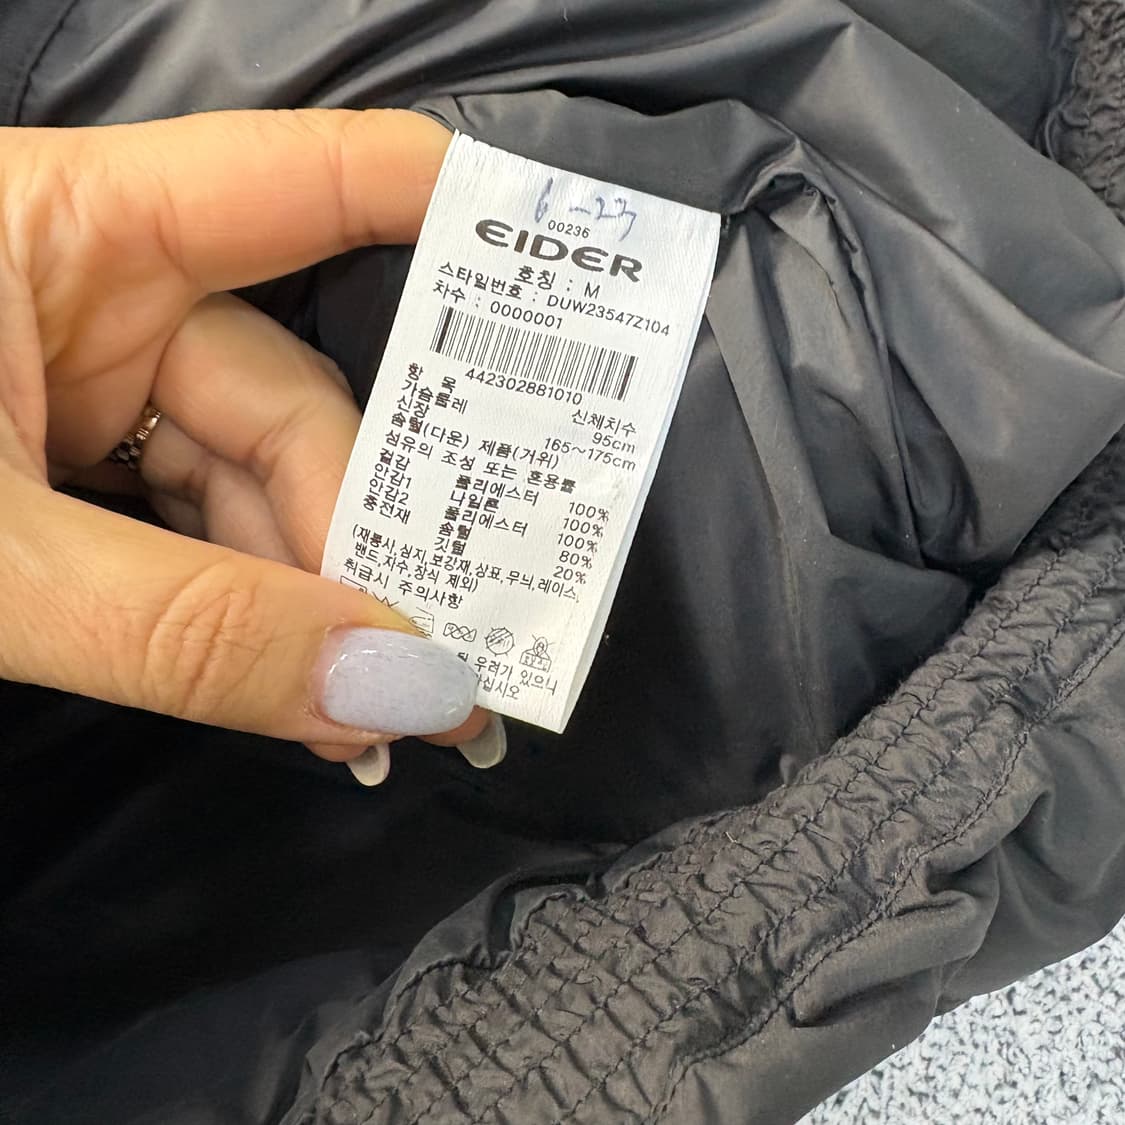 6-23
00236
EIDER
호칭 : M
스타일번호 : DUW23547Z104
차수 : 0000001
442302881010
항 목 신체치수
가슴둘레 95cm
신장 165~175cm
솜털(다운) 제품(거위)
섬유의 조성 또는 혼용률
겉감 폴리에스터 100%
안감1 나일론 100%
안감2 폴리에스터 100%
충전재 솜털 80%
깃털 20%
(재봉사,심지,보강재,상표,무늬,레이스,
밴드,자수,장식 제외)
취급시 주의사항
우려가 있으니
십시오